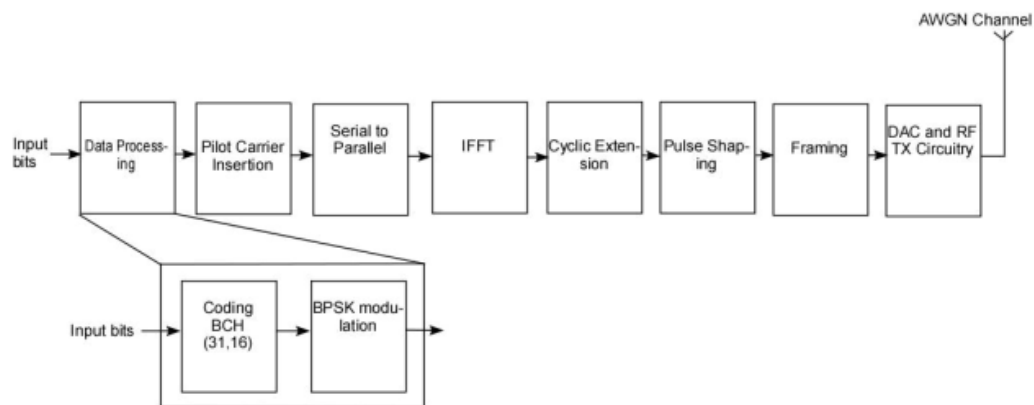 AWGN Channel
Input
bits
Data Process-
ing
Pilot Carrier
Insertion
Serial to
Parallel
IFFT
Cyclic Exten-
sion
Pulse Shap-
ing
Framing
DAC and RF
TX Circuitry
Input bits
Coding
BCH
(31,16)
BPSK modu-
lation